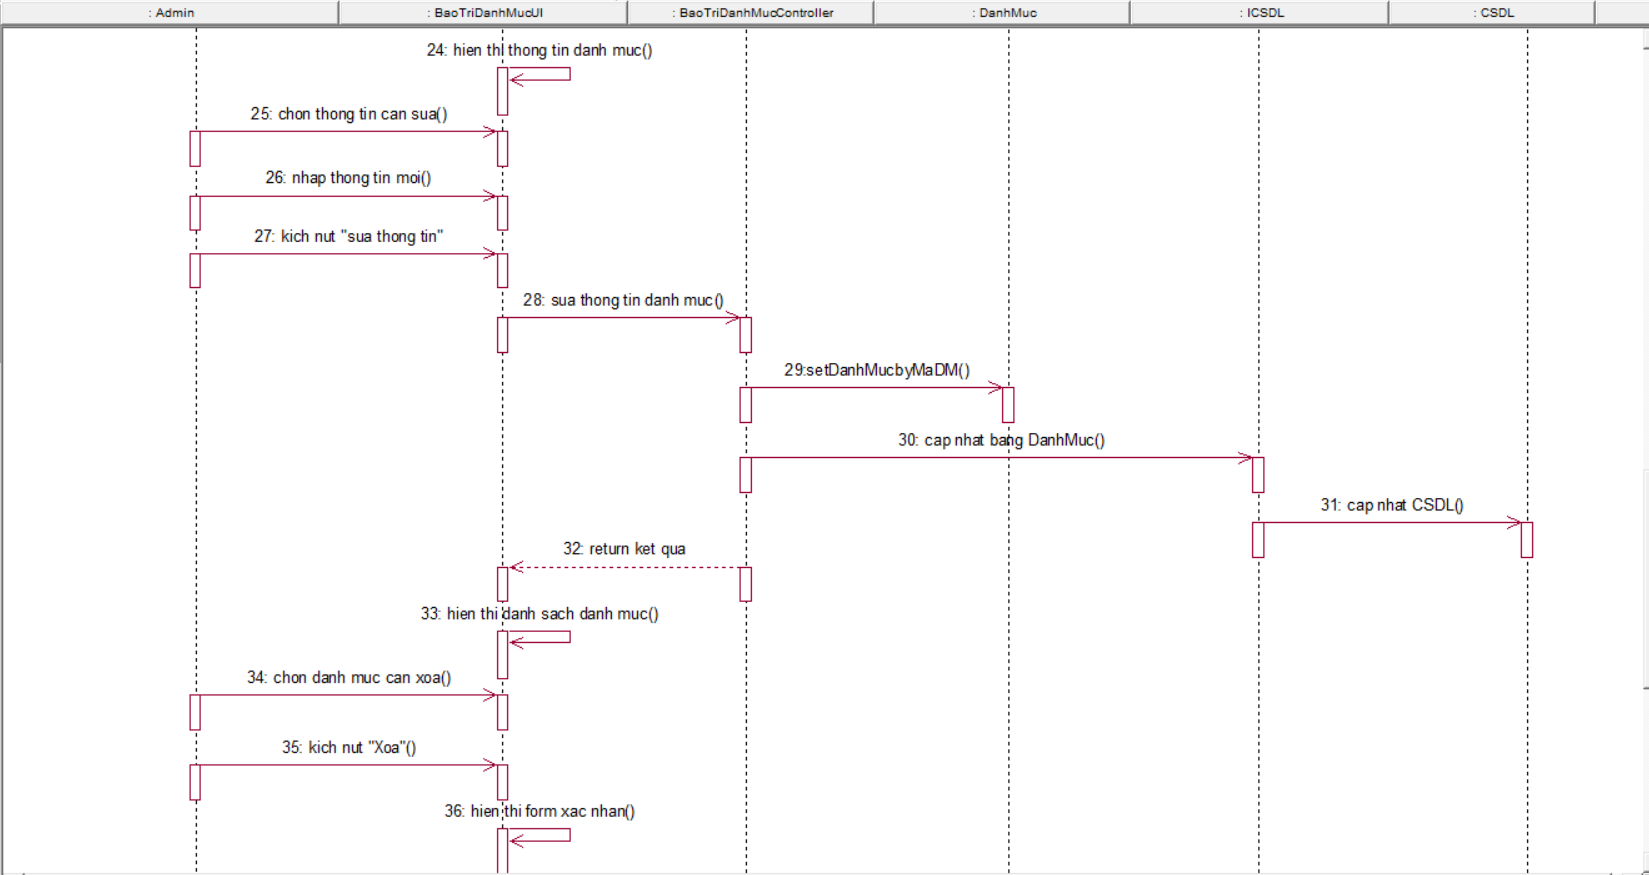 : Admin
: BaoTriDanhMucUI
: BaoTriDanhMucController
: DanhMuc
: ICSDL
: CSDL
24: hien thi thong tin danh muc()
25: chon thong tin can sua()
26: nhap thong tin moi()
27: kich nut "sua thong tin"
28: sua thong tin danh muc()
29:setDanhMucbyMaDM()
30: cap nhat bang DanhMuc()
31: cap nhat CSDL()
32: return ket qua
33: hien thi danh sach danh muc()
34: chon danh muc can xoa()
35: kich nut "Xoa"()
36: hien thi form xac nhan()